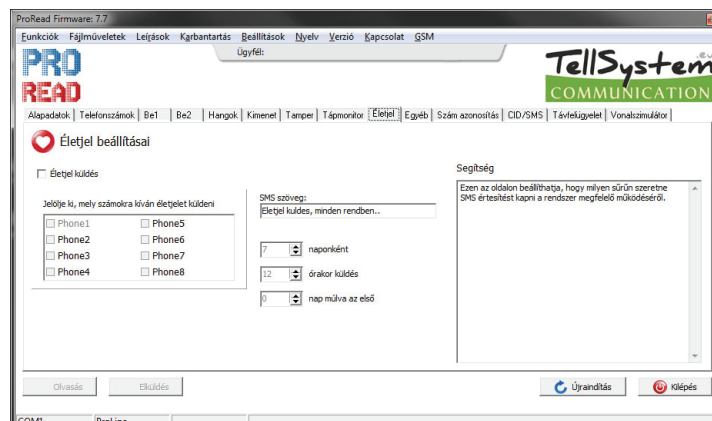 ProRead Firmware: 7.7
Funkciók Fájlműveletek Leírások Karbantartás Beállítások Nyelv Verzió Kapcsolat GSM
Ügyfél:
PRO
READ
TellSystem.eu
COMMUNICATION
Alapadatok Telefonszámok Be1 Be2 Hangok Kimenet Tamper Tápmonitor Életjel Egyéb Szám azonosítás CID/SMS Távfelügyelet Vonalszimulátor
Életjel beállításai
Életjel küldés
Jelölje ki, mely számokra kíván életjelet küldeni
Phone1 Phone5
Phone2 Phone6
Phone3 Phone7
Phone4 Phone8
SMS szöveg:
Eletjel kuldes, minden rendben..
7 naponként
12 órakor küldés
0 nap múlva az első
Segítség
Ezen az oldalon beállíthatja, hogy milyen sűrűn szeretne
SMS értesítést kapni a rendszer megfelelő működéséről.
Olvasás Elküldés Újraindítás Kilépés
COM1 ProLine